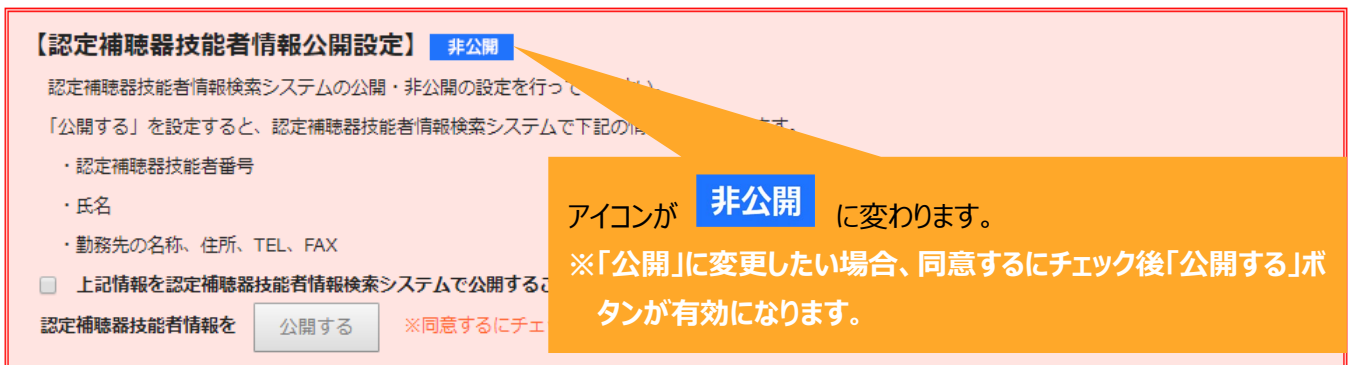 【認定補聴器技能者情報公開設定】 非公開
認定補聴器技能者情報検索システムの公開・非公開の設定を行って
「公開する」を設定すると、認定補聴器技能者情報検索システムで下記の情
・認定補聴器技能者番号
・氏名
・勤務先の名称、住所、TEL、FAX
上記情報を認定補聴器技能者情報検索システムで公開するこ
認定補聴器技能者情報を 公開する ※同意するにチェ
アイコンが 非公開 に変わります。
※「公開」に変更したい場合、同意するにチェック後「公開する」ボ
タンが有効になります。